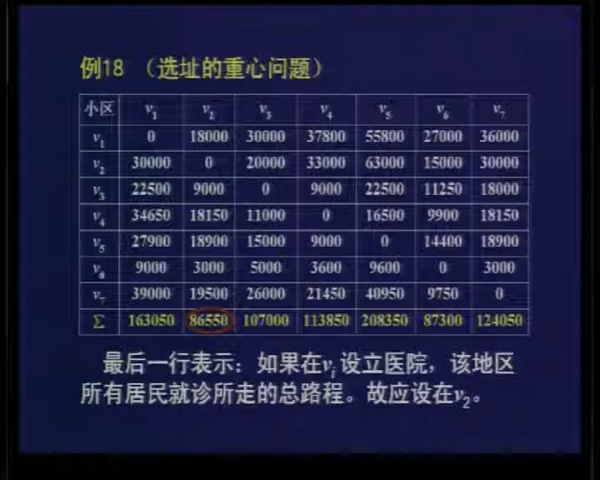 例18 （选址的重心问题）
小区 v1 v2 v3 v4 v5 v6 v7
v1 0 18000 30000 37800 55800 27000 36000
v2 30000 0 20000 33000 63000 15000 30000
v3 22500 9000 0 9000 22500 11250 18000
v4 34650 18150 11000 0 16500 9900 18150
v5 27900 18900 15000 9000 0 14400 18900
v6 9000 3000 5000 3600 9600 0 3000
v7 39000 19500 26000 21450 40950 9750 0
Σ 163050 86550 107000 113850 208350 87300 124050
最后一行表示：如果在vi设立医院，该地区
所有居民就诊所走的总路程。故应设在v2。